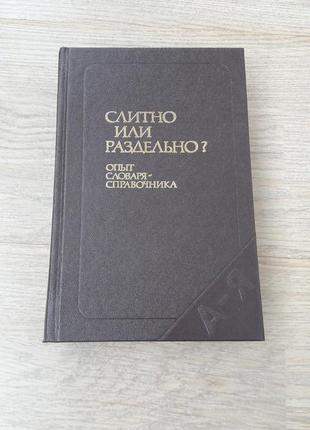 СЛИТНО
ИЛИ
РАЗДЕЛЬНО?
ОПЫТ
СЛОВАРЯ-
СПРАВОЧНИКА
А-Я